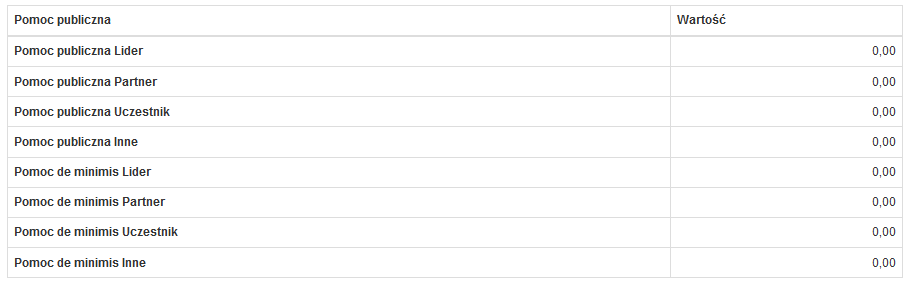 Pomoc publiczna Wartość
Pomoc publiczna Lider 0,00
Pomoc publiczna Partner 0,00
Pomoc publiczna Uczestnik 0,00
Pomoc publiczna Inne 0,00
Pomoc de minimis Lider 0,00
Pomoc de minimis Partner 0,00
Pomoc de minimis Uczestnik 0,00
Pomoc de minimis Inne 0,00